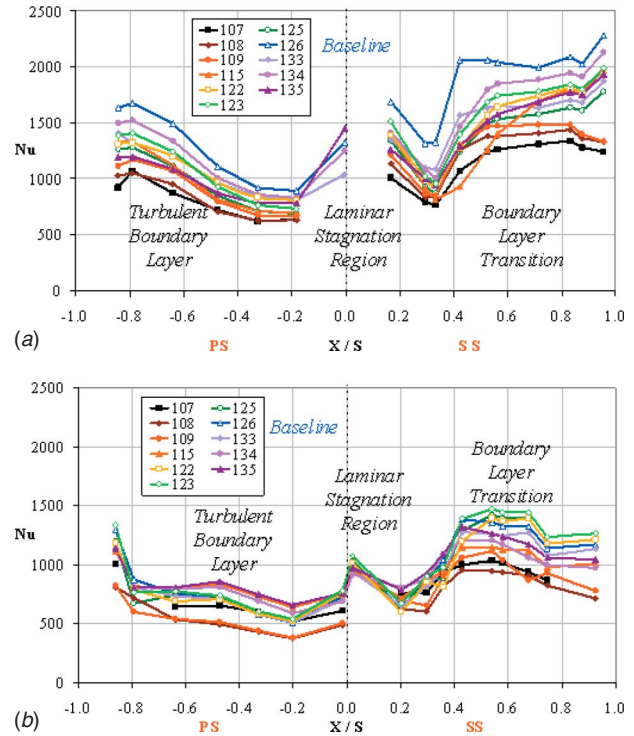 2500
2000
1500
Nu
1000
500
0
107 125
108 126
109 133
115 134
122 135
123
Baseline
Turbulent
Boundary
Layer
Laminar
Stagnation
Region
Boundary
Layer
Transition
-1.0 -0.8 -0.6 -0.4 -0.2 0.0 0.2 0.4 0.6 0.8 1.0
(a)
PS X / S SS
2500
2000
1500
Nu
1000
500
0
107 125
108 126
109 133
115 134
122 135
123
Baseline
Turbulent
Boundary
Layer
Laminar
Stagnation
Region
Boundary
Layer
Transition
-1.0 -0.8 -0.6 -0.4 -0.2 0.0 0.2 0.4 0.6 0.8 1.0
(b)
PS X / S SS